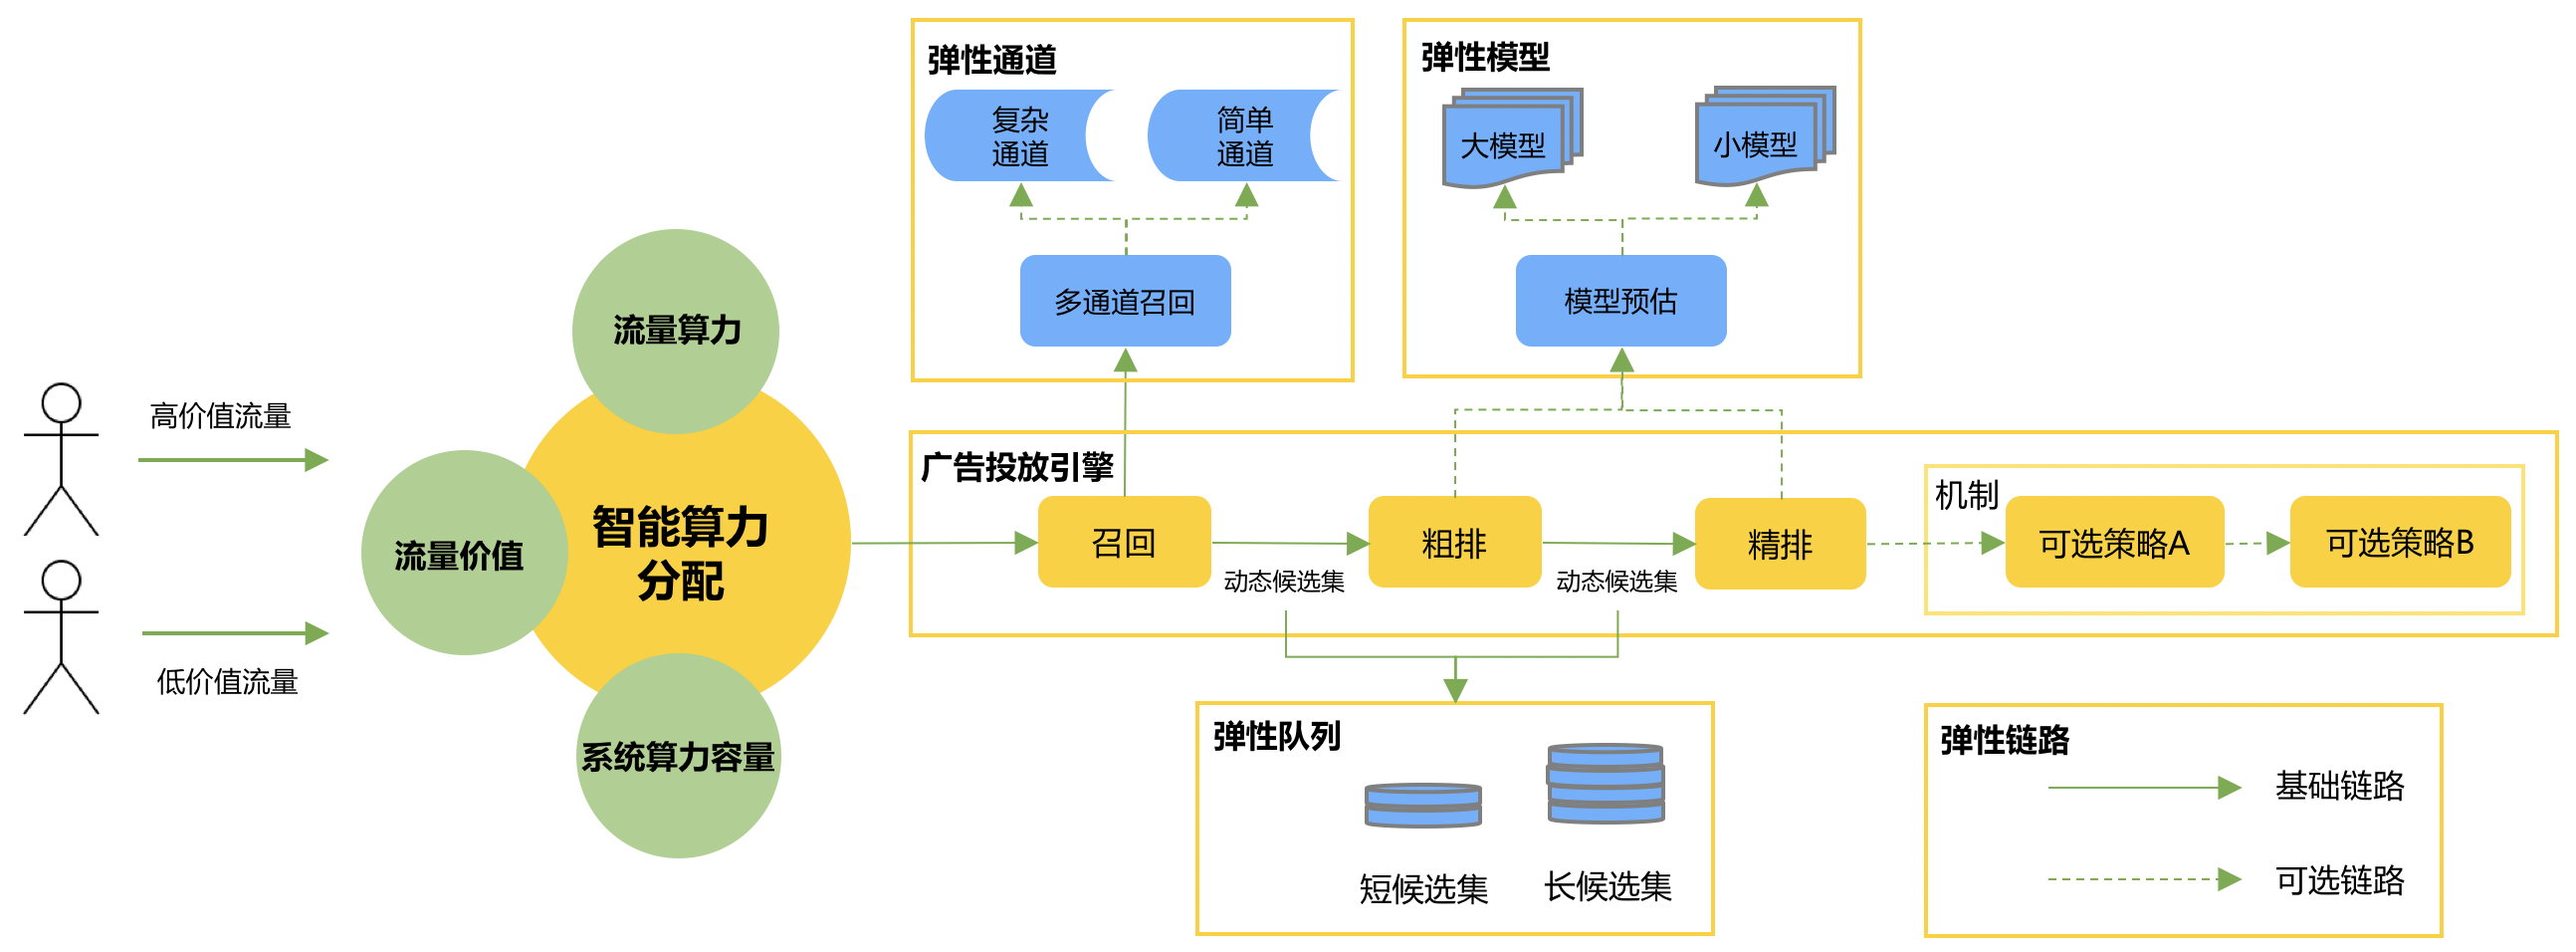 高价值流量
低价值流量
流量算力
流量价值
智能算力
分配
系统算力容量
弹性通道
复杂
通道
简单
通道
多通道召回
弹性模型
大模型
小模型
模型预估
广告投放引擎
召回
动态候选集
粗排
动态候选集
精排
机制
可选策略A
可选策略B
弹性队列
短候选集
长候选集
弹性链路
基础链路
可选链路